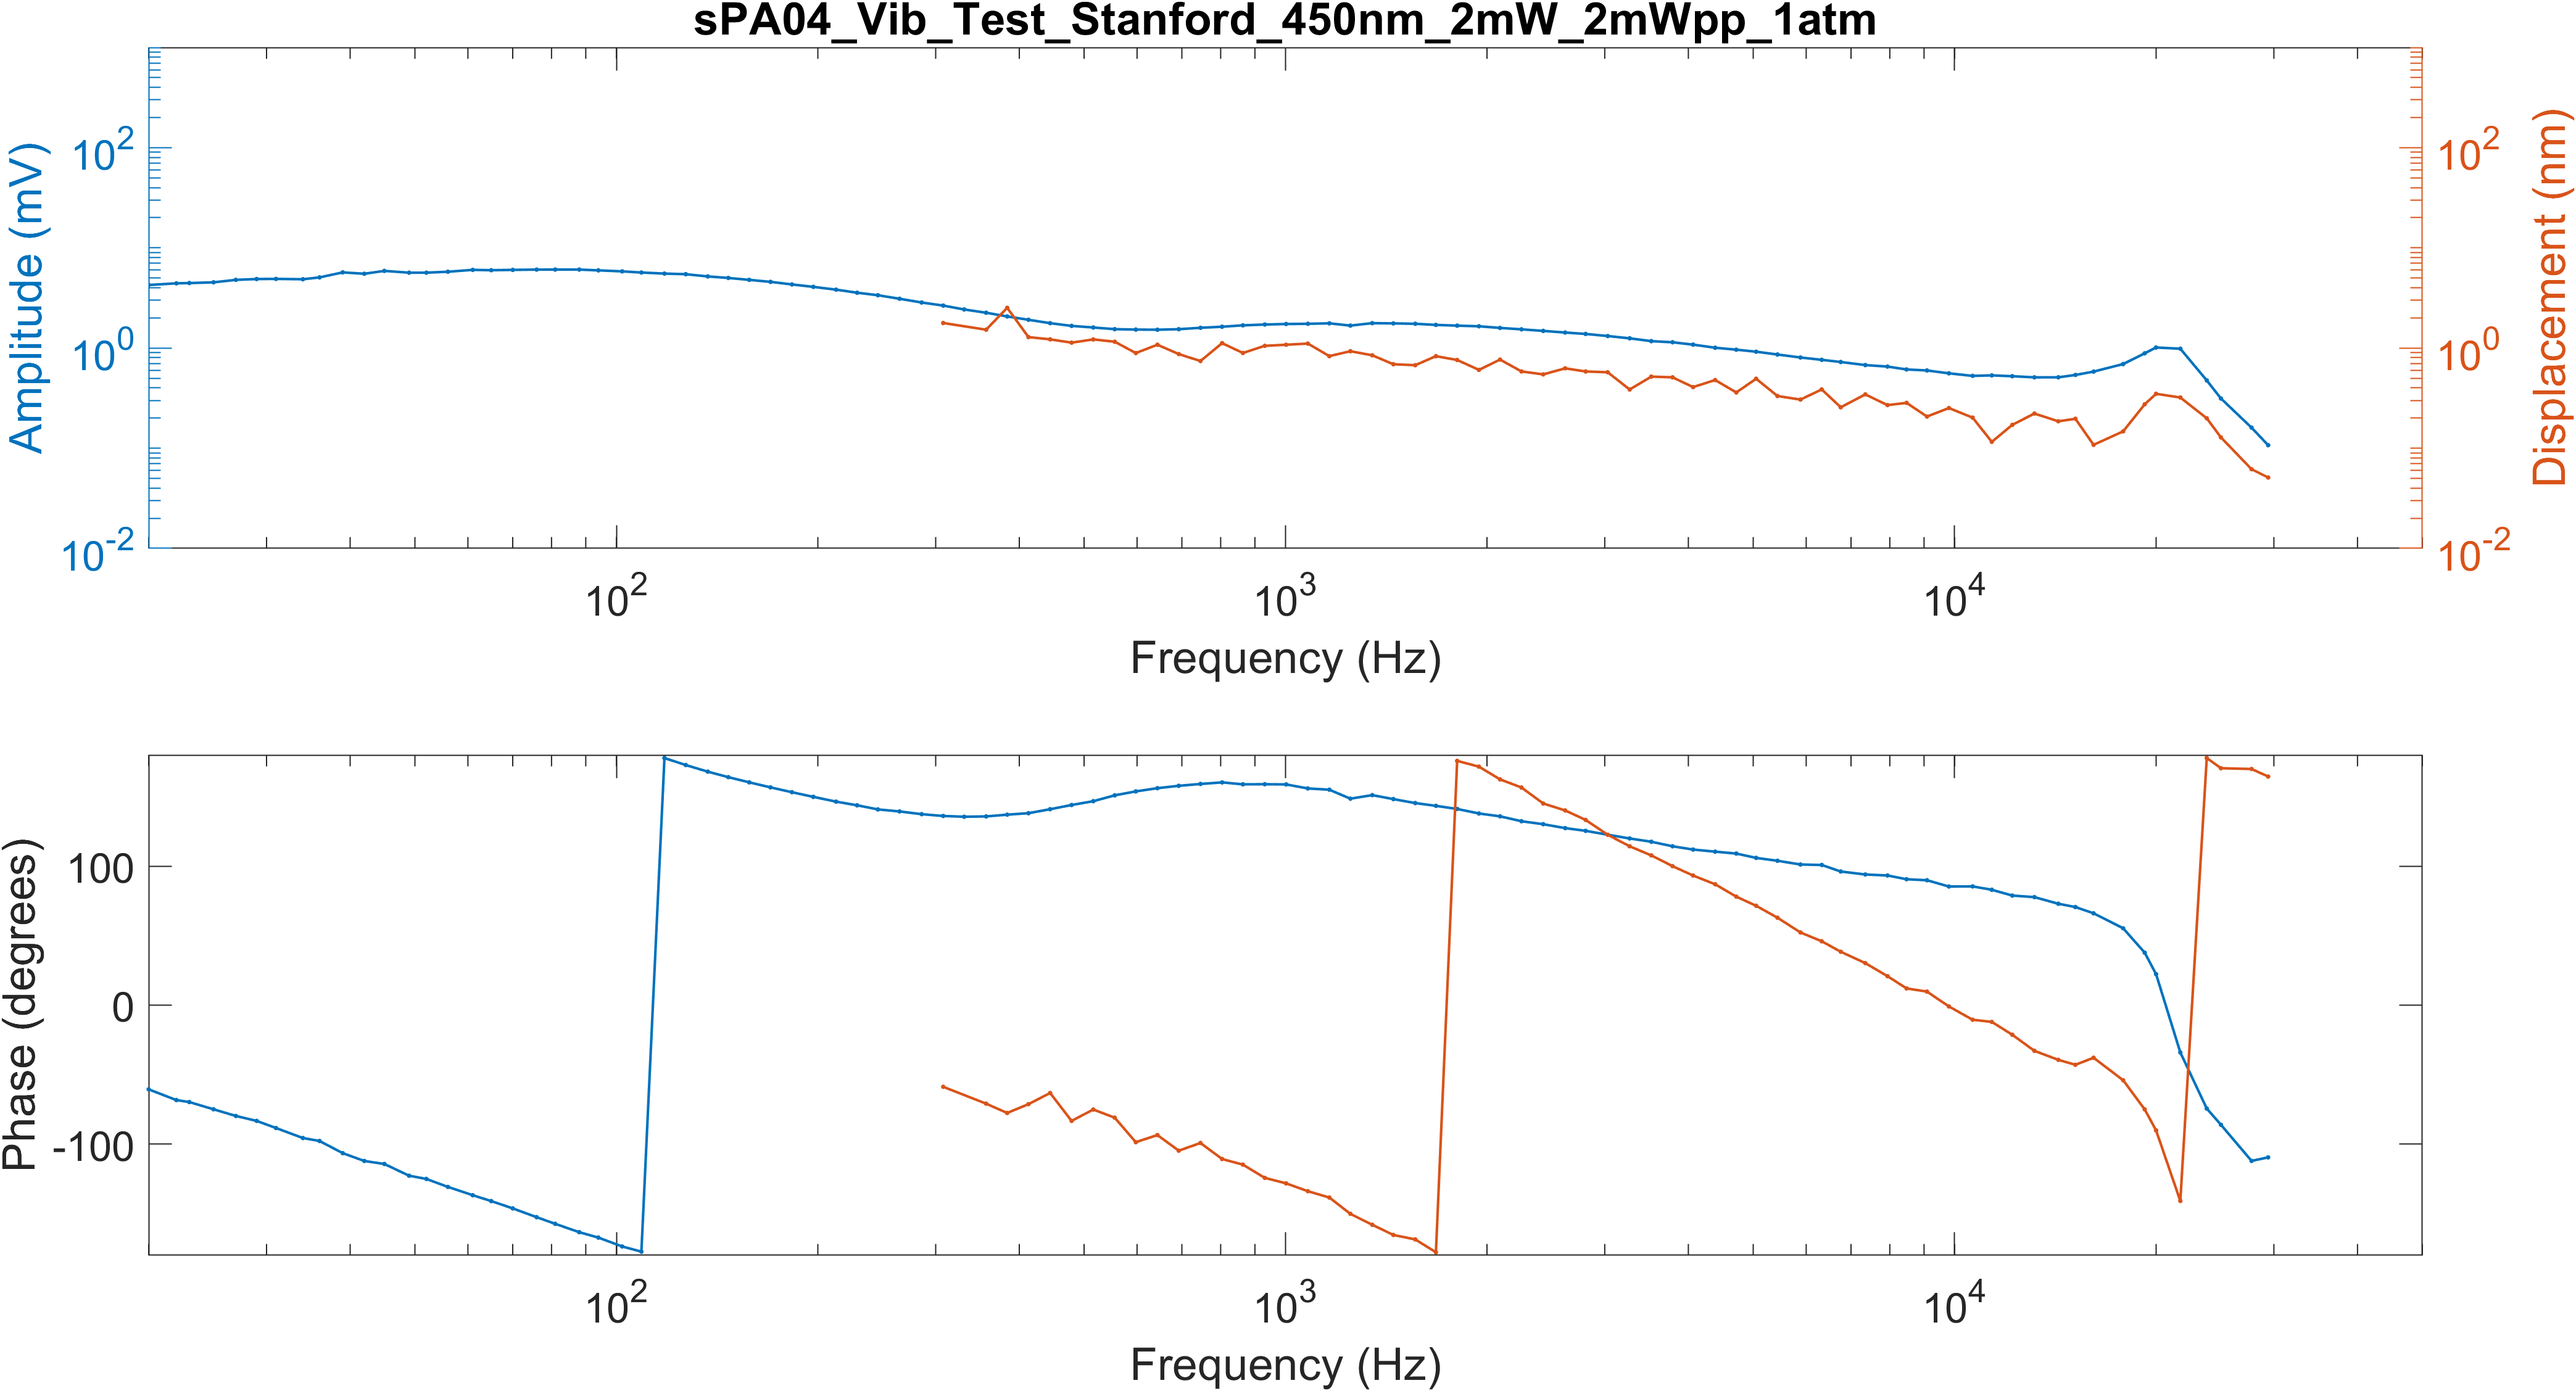 sPA04_Vib_Test_Stanford_450nm_2mW_2mWpp_1atm
Amplitude (mV)
10^2
10^0
10^-2
Displacement (nm)
10^2
10^0
10^-2
10^2 10^3 10^4
Frequency (Hz)
Phase (degrees)
100
0
-100
10^2 10^3 10^4
Frequency (Hz)